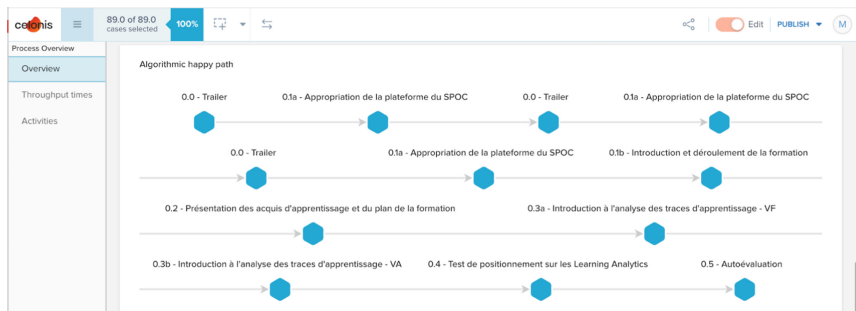 celonis
89.0 of 89.0
cases selected
100%
Edit
PUBLISH
M
Process Overview
Overview
Throughput times
Activities
Algorithmic happy path
0.0 - Trailer
0.1a - Appropriation de la plateforme du SPOC
0.0 - Trailer
0.1a - Appropriation de la plateforme du SPOC
0.0 - Trailer
0.1a - Appropriation de la plateforme du SPOC
0.1b - Introduction et déroulement de la formation
0.2 - Présentation des acquis d'apprentissage et du plan de la formation
0.3a - Introduction à l'analyse des traces d'apprentissage - VF
0.3b - Introduction à l'analyse des traces d'apprentissage - VA
0.4 - Test de positionnement sur les Learning Analytics
0.5 - Autoévaluation